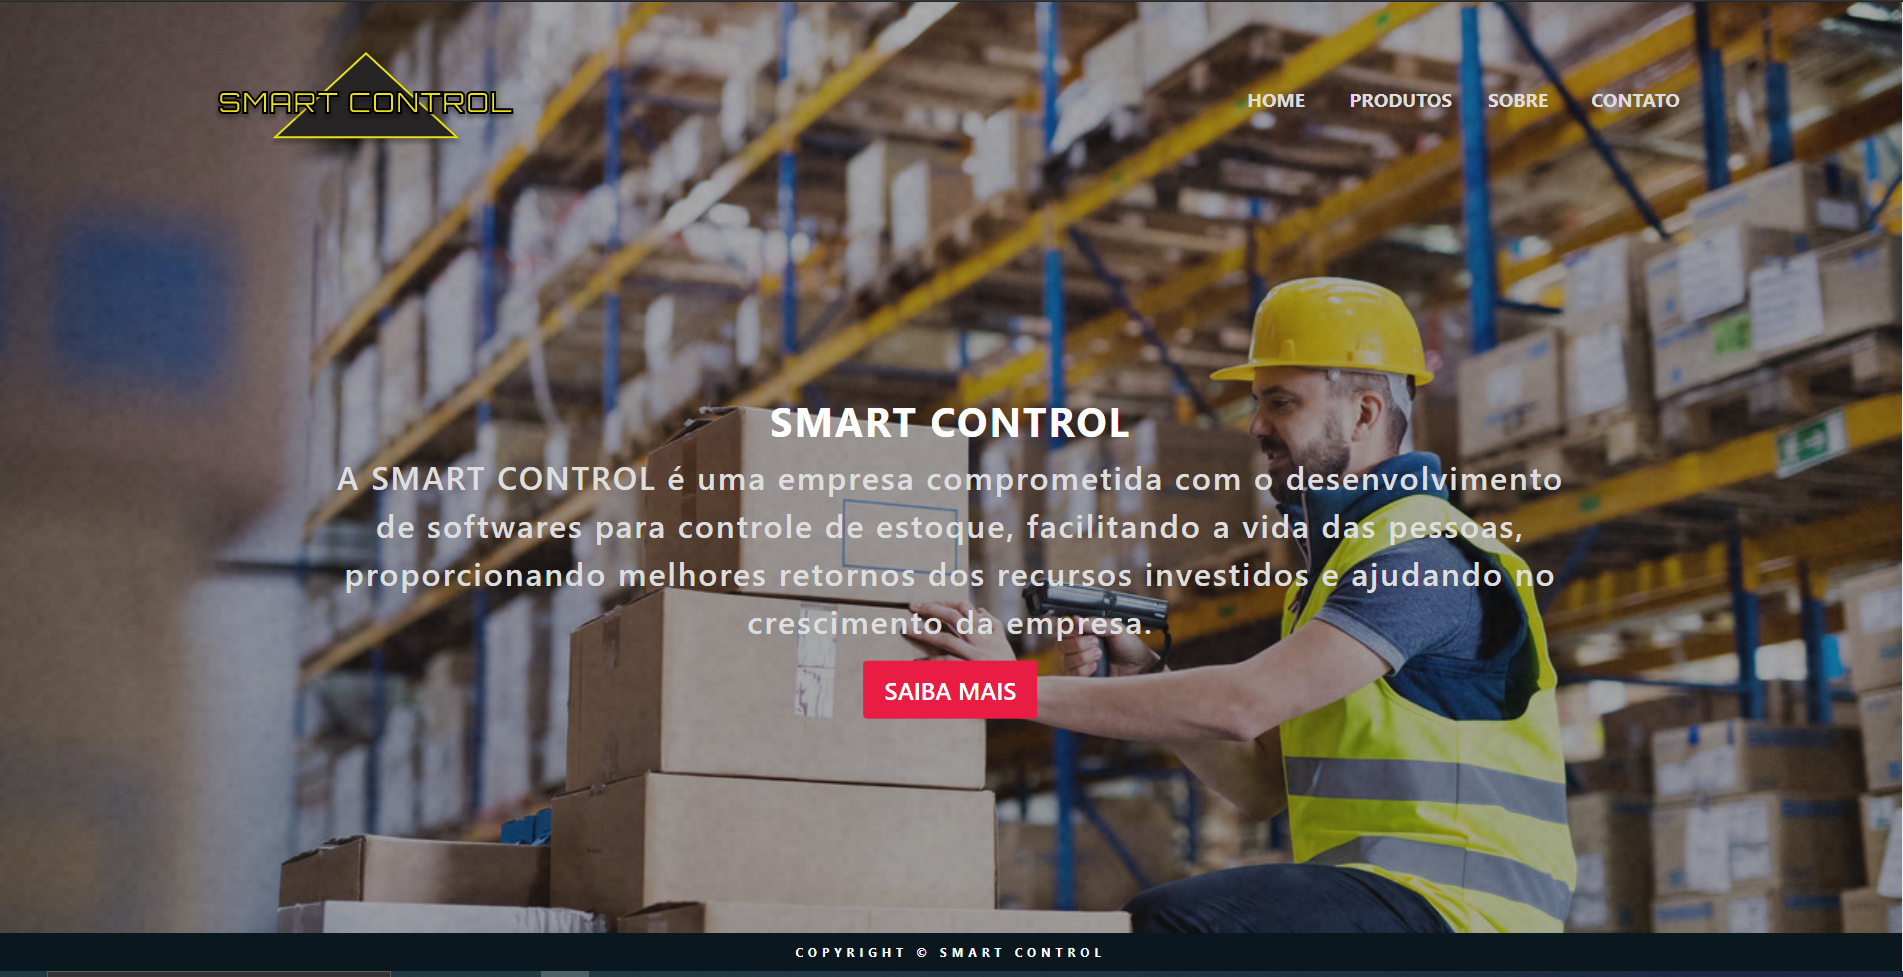 SMART CONTROL
HOME
PRODUTOS
SOBRE
CONTATO
SMART CONTROL
A SMART CONTROL é uma empresa comprometida com o desenvolvimento
de softwares para controle de estoque, facilitando a vida das pessoas,
proporcionando melhores retornos dos recursos investidos e ajudando no
crescimento da empresa.
SAIBA MAIS
COPYRIGHT © SMART CONTROL